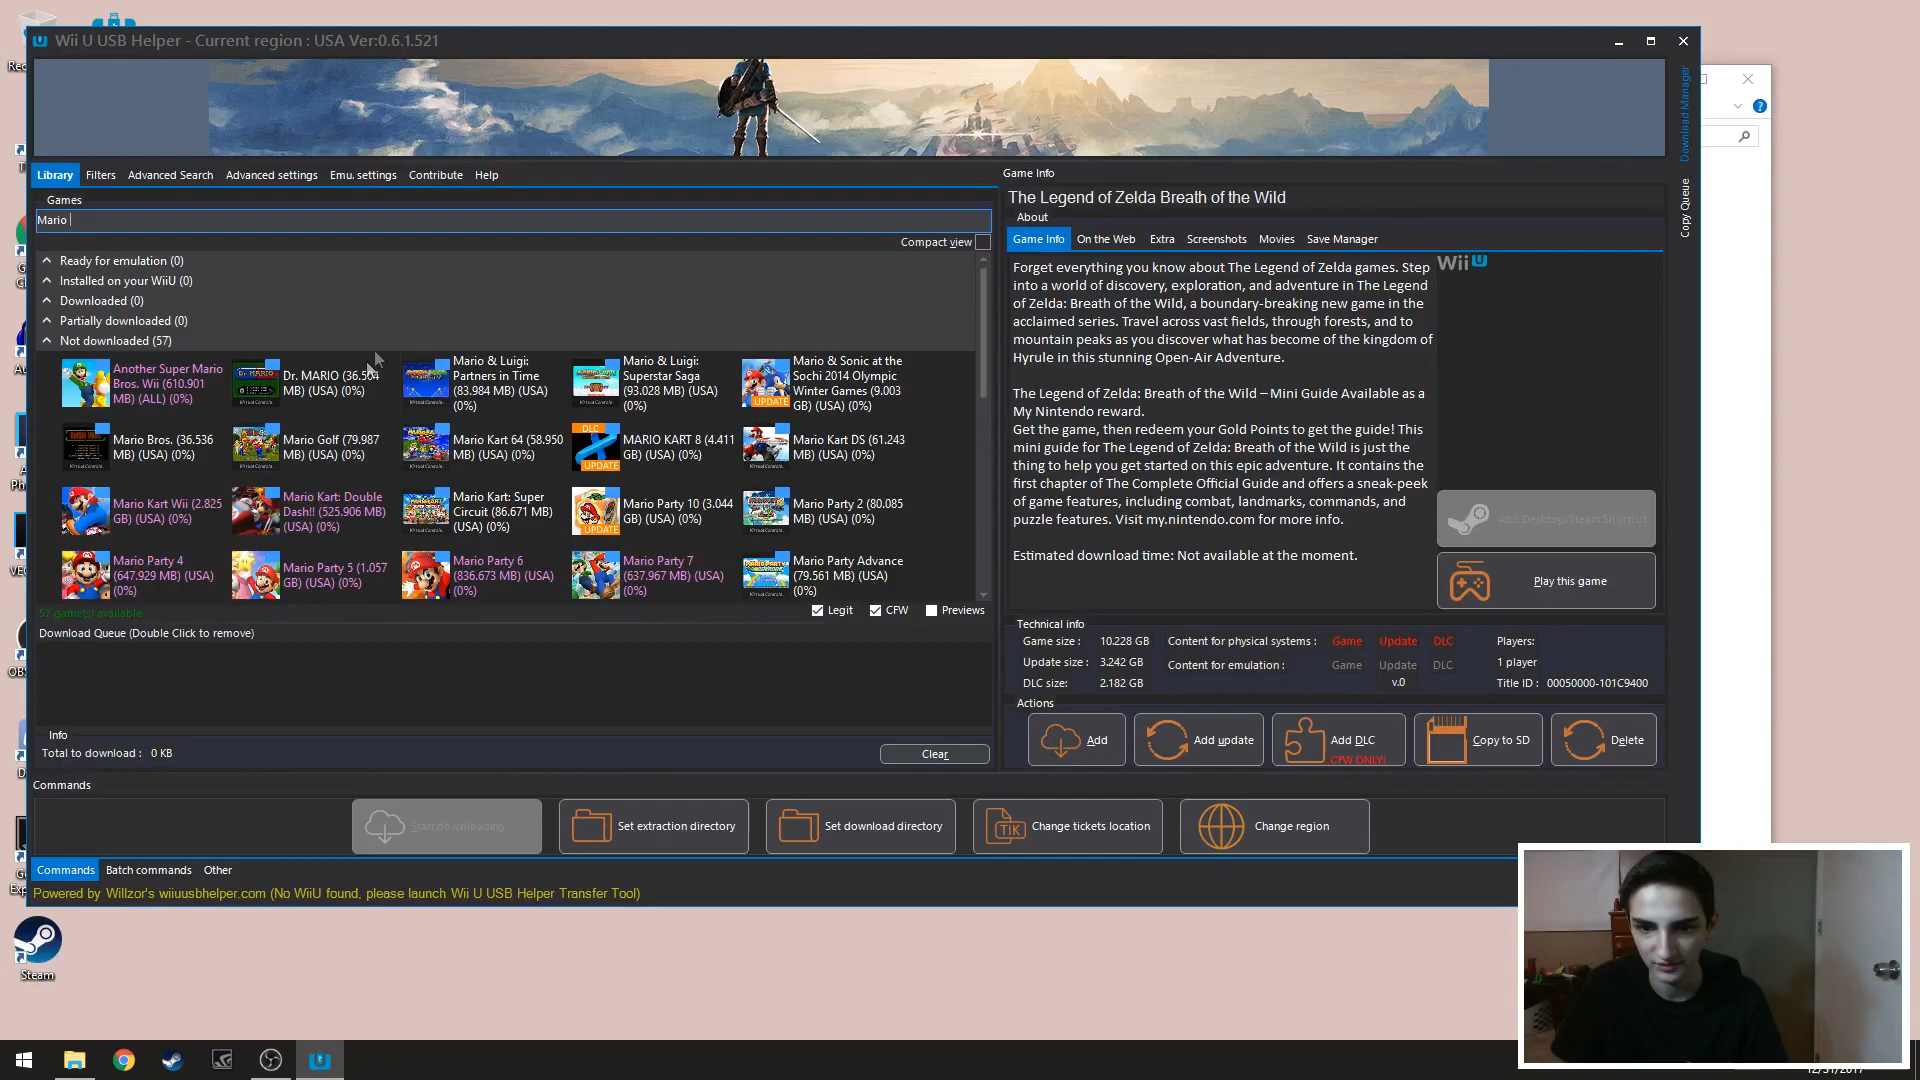 Wii U USB Helper - Current region : USA Ver:0.6.1.521
Download Manager
Copy Queue
Library
Filters
Advanced Search
Advanced settings
Emu. settings
Contribute
Help
Games
Mario
Compact view
Ready for emulation (0)
Installed on your WiiU (0)
Downloaded (0)
Partially downloaded (0)
Not downloaded (57)
Another Super Mario
Bros. Wii (610.901
MB) (ALL) (0%)
Dr. MARIO (36.504
MB) (USA) (0%)
Mario & Luigi:
Partners in Time
(83.984 MB) (USA)
(0%)
Mario & Luigi:
Superstar Saga
(93.028 MB) (USA)
(0%)
UPDATE
Mario & Sonic at the
Sochi 2014 Olympic
Winter Games (9.003
GB) (USA) (0%)
Mario Bros. (36.536
MB) (USA) (0%)
Mario Golf (79.987
MB) (USA) (0%)
Mario Kart 64 (58.950
MB) (USA) (0%)
DLC
UPDATE
MARIO KART 8 (4.411
GB) (USA) (0%)
Mario Kart DS (61.243
MB) (USA) (0%)
Mario Kart Wii (2.825
GB) (USA) (0%)
Mario Kart: Double
Dash!! (525.906 MB)
(USA) (0%)
Mario Kart: Super
Circuit (86.671 MB)
(USA) (0%)
UPDATE
Mario Party 10 (3.044
GB) (USA) (0%)
Mario Party 2 (80.085
MB) (USA) (0%)
Mario Party 4
(647.929 MB) (USA)
(0%)
Mario Party 5 (1.057
GB) (USA) (0%)
Mario Party 6
(836.673 MB) (USA)
(0%)
Mario Party 7
(637.967 MB) (USA)
(0%)
Mario Party Advance
(79.561 MB) (USA)
(0%)
57 game(s) available
Legit
CFW
Previews
Download Queue (Double Click to remove)
Info
Total to download : 0 KB
Clear
Game Info
The Legend of Zelda Breath of the Wild
About
Game Info
On the Web
Extra
Screenshots
Movies
Save Manager
Forget everything you know about The Legend of Zelda games. Step
into a world of discovery, exploration, and adventure in The Legend
of Zelda: Breath of the Wild, a boundary-breaking new game in the
acclaimed series. Travel across vast fields, through forests, and to
mountain peaks as you discover what has become of the kingdom of
Hyrule in this stunning Open-Air Adventure.
The Legend of Zelda: Breath of the Wild – Mini Guide Available as a
My Nintendo reward.
Get the game, then redeem your Gold Points to get the guide! This
mini guide for The Legend of Zelda: Breath of the Wild is just the
thing to help you get started on this epic adventure. It contains the
first chapter of The Complete Official Guide and offers a sneak-peek
of game features, including combat, landmarks, commands, and
puzzle features. Visit my.nintendo.com for more info.
Estimated download time: Not available at the moment.
Wii U
Add Desktop/Steam Shortcut
Play this game
Technical info
Game size : 10.228 GB
Update size : 3.242 GB
DLC size: 2.182 GB
Content for physical systems : Game Update DLC
Content for emulation : Game Update DLC
v.0
Players:
1 player
Title ID : 00050000-101C9400
Actions
Add
Add update
Add DLC
CFW ONLY!
Copy to SD
Delete
Commands
Start downloading
Set extraction directory
Set download directory
TIK
Change tickets location
Change region
Commands
Batch commands
Other
Powered by Willzor's wiiuusbhelper.com (No WiiU found, please launch Wii U USB Helper Transfer Tool)
Steam